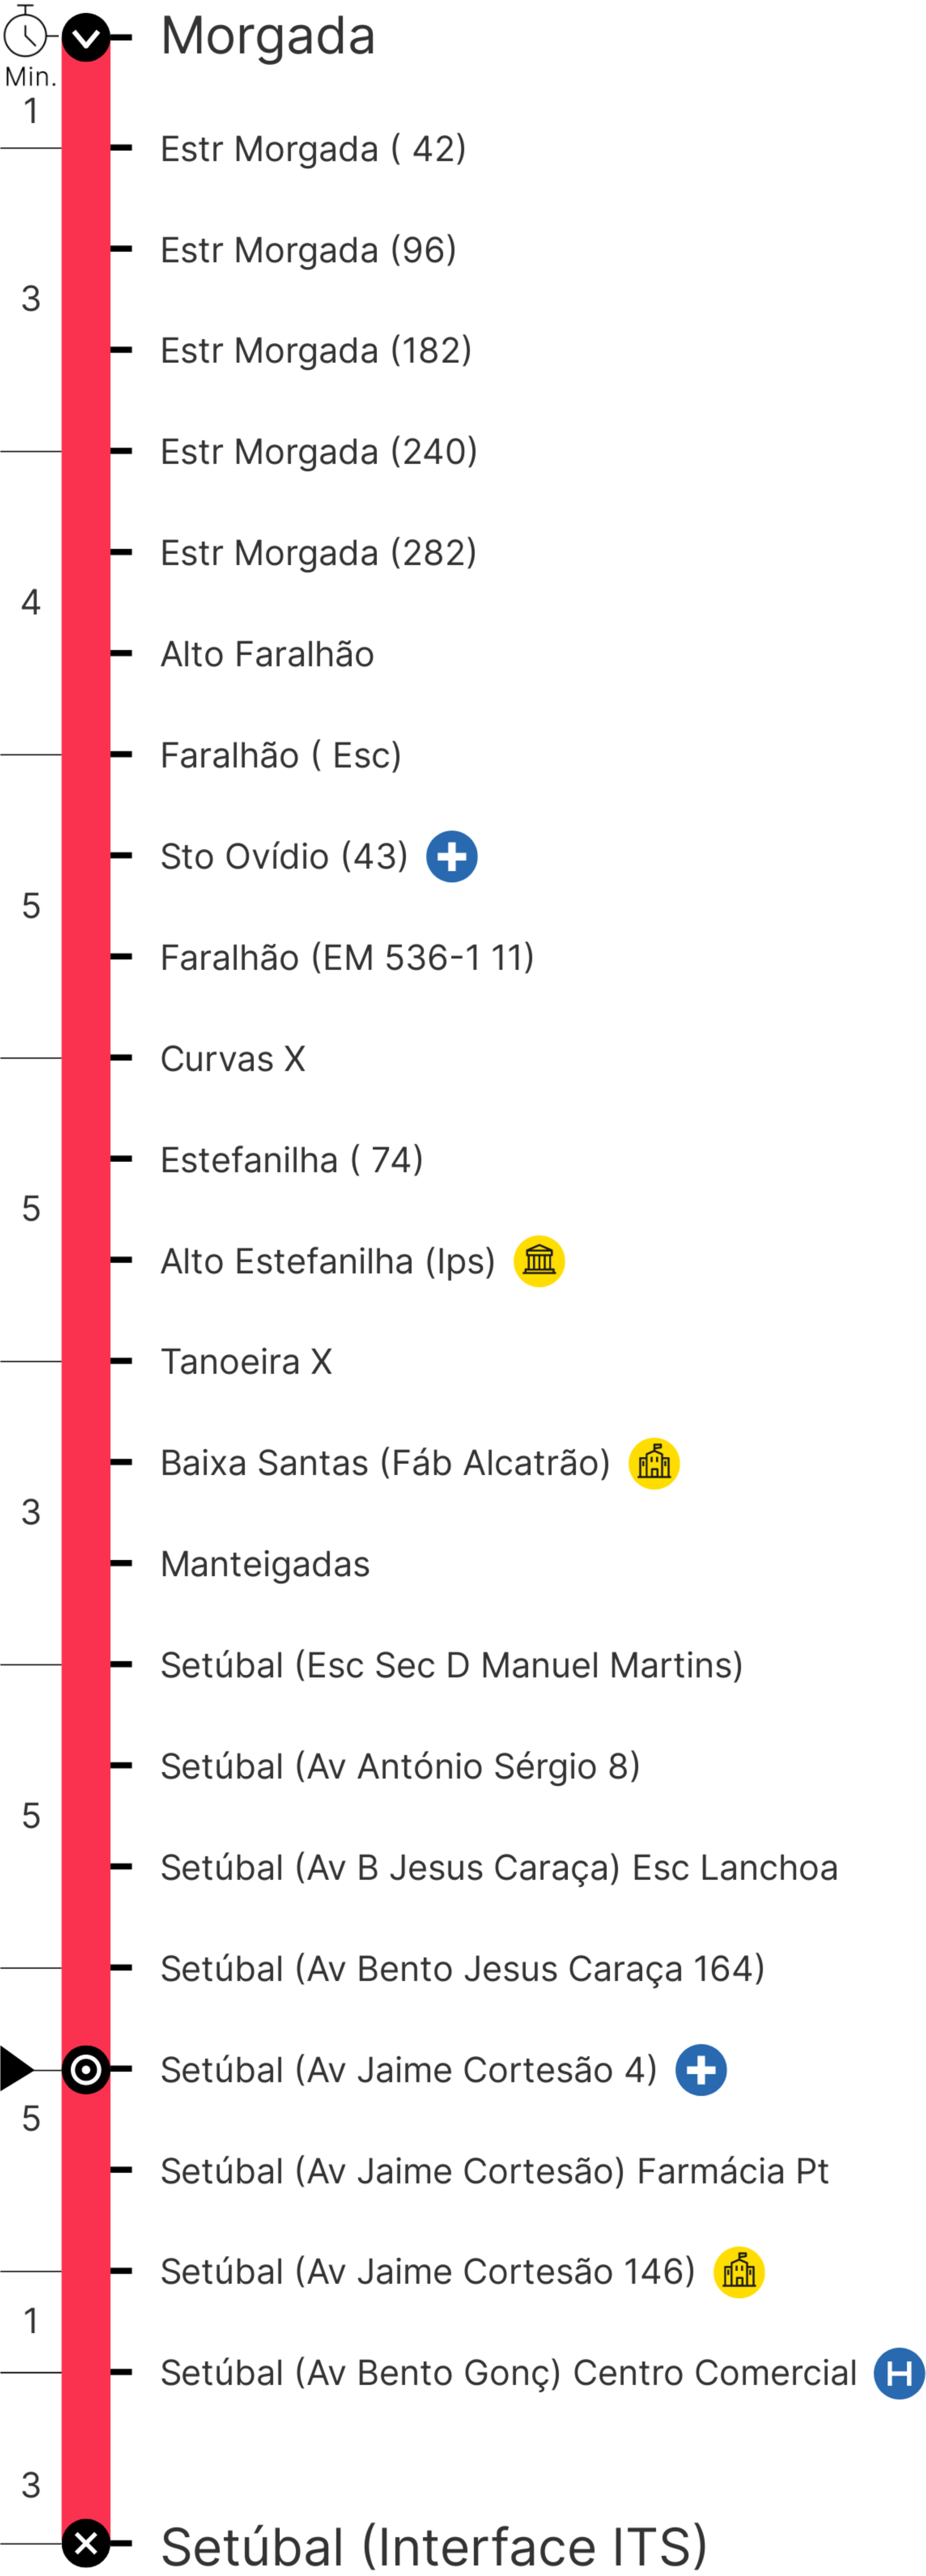 Morgada
Min.
1
Estr Morgada ( 42)
Estr Morgada (96)
3
Estr Morgada (182)
Estr Morgada (240)
Estr Morgada (282)
4
Alto Faralhão
Faralhão ( Esc)
Sto Ovídio (43)
5
Faralhão (EM 536-1 11)
Curvas X
Estefanilha ( 74)
5
Alto Estefanilha (Ips)
Tanoeira X
Baixa Santas (Fáb Alcatrão)
3
Manteigadas
Setúbal (Esc Sec D Manuel Martins)
Setúbal (Av António Sérgio 8)
5
Setúbal (Av B Jesus Caraça) Esc Lanchoa
Setúbal (Av Bento Jesus Caraça 164)
Setúbal (Av Jaime Cortesão 4)
5
Setúbal (Av Jaime Cortesão) Farmácia Pt
Setúbal (Av Jaime Cortesão 146)
1
Setúbal (Av Bento Gonç) Centro Comercial H
3
Setúbal (Interface ITS)